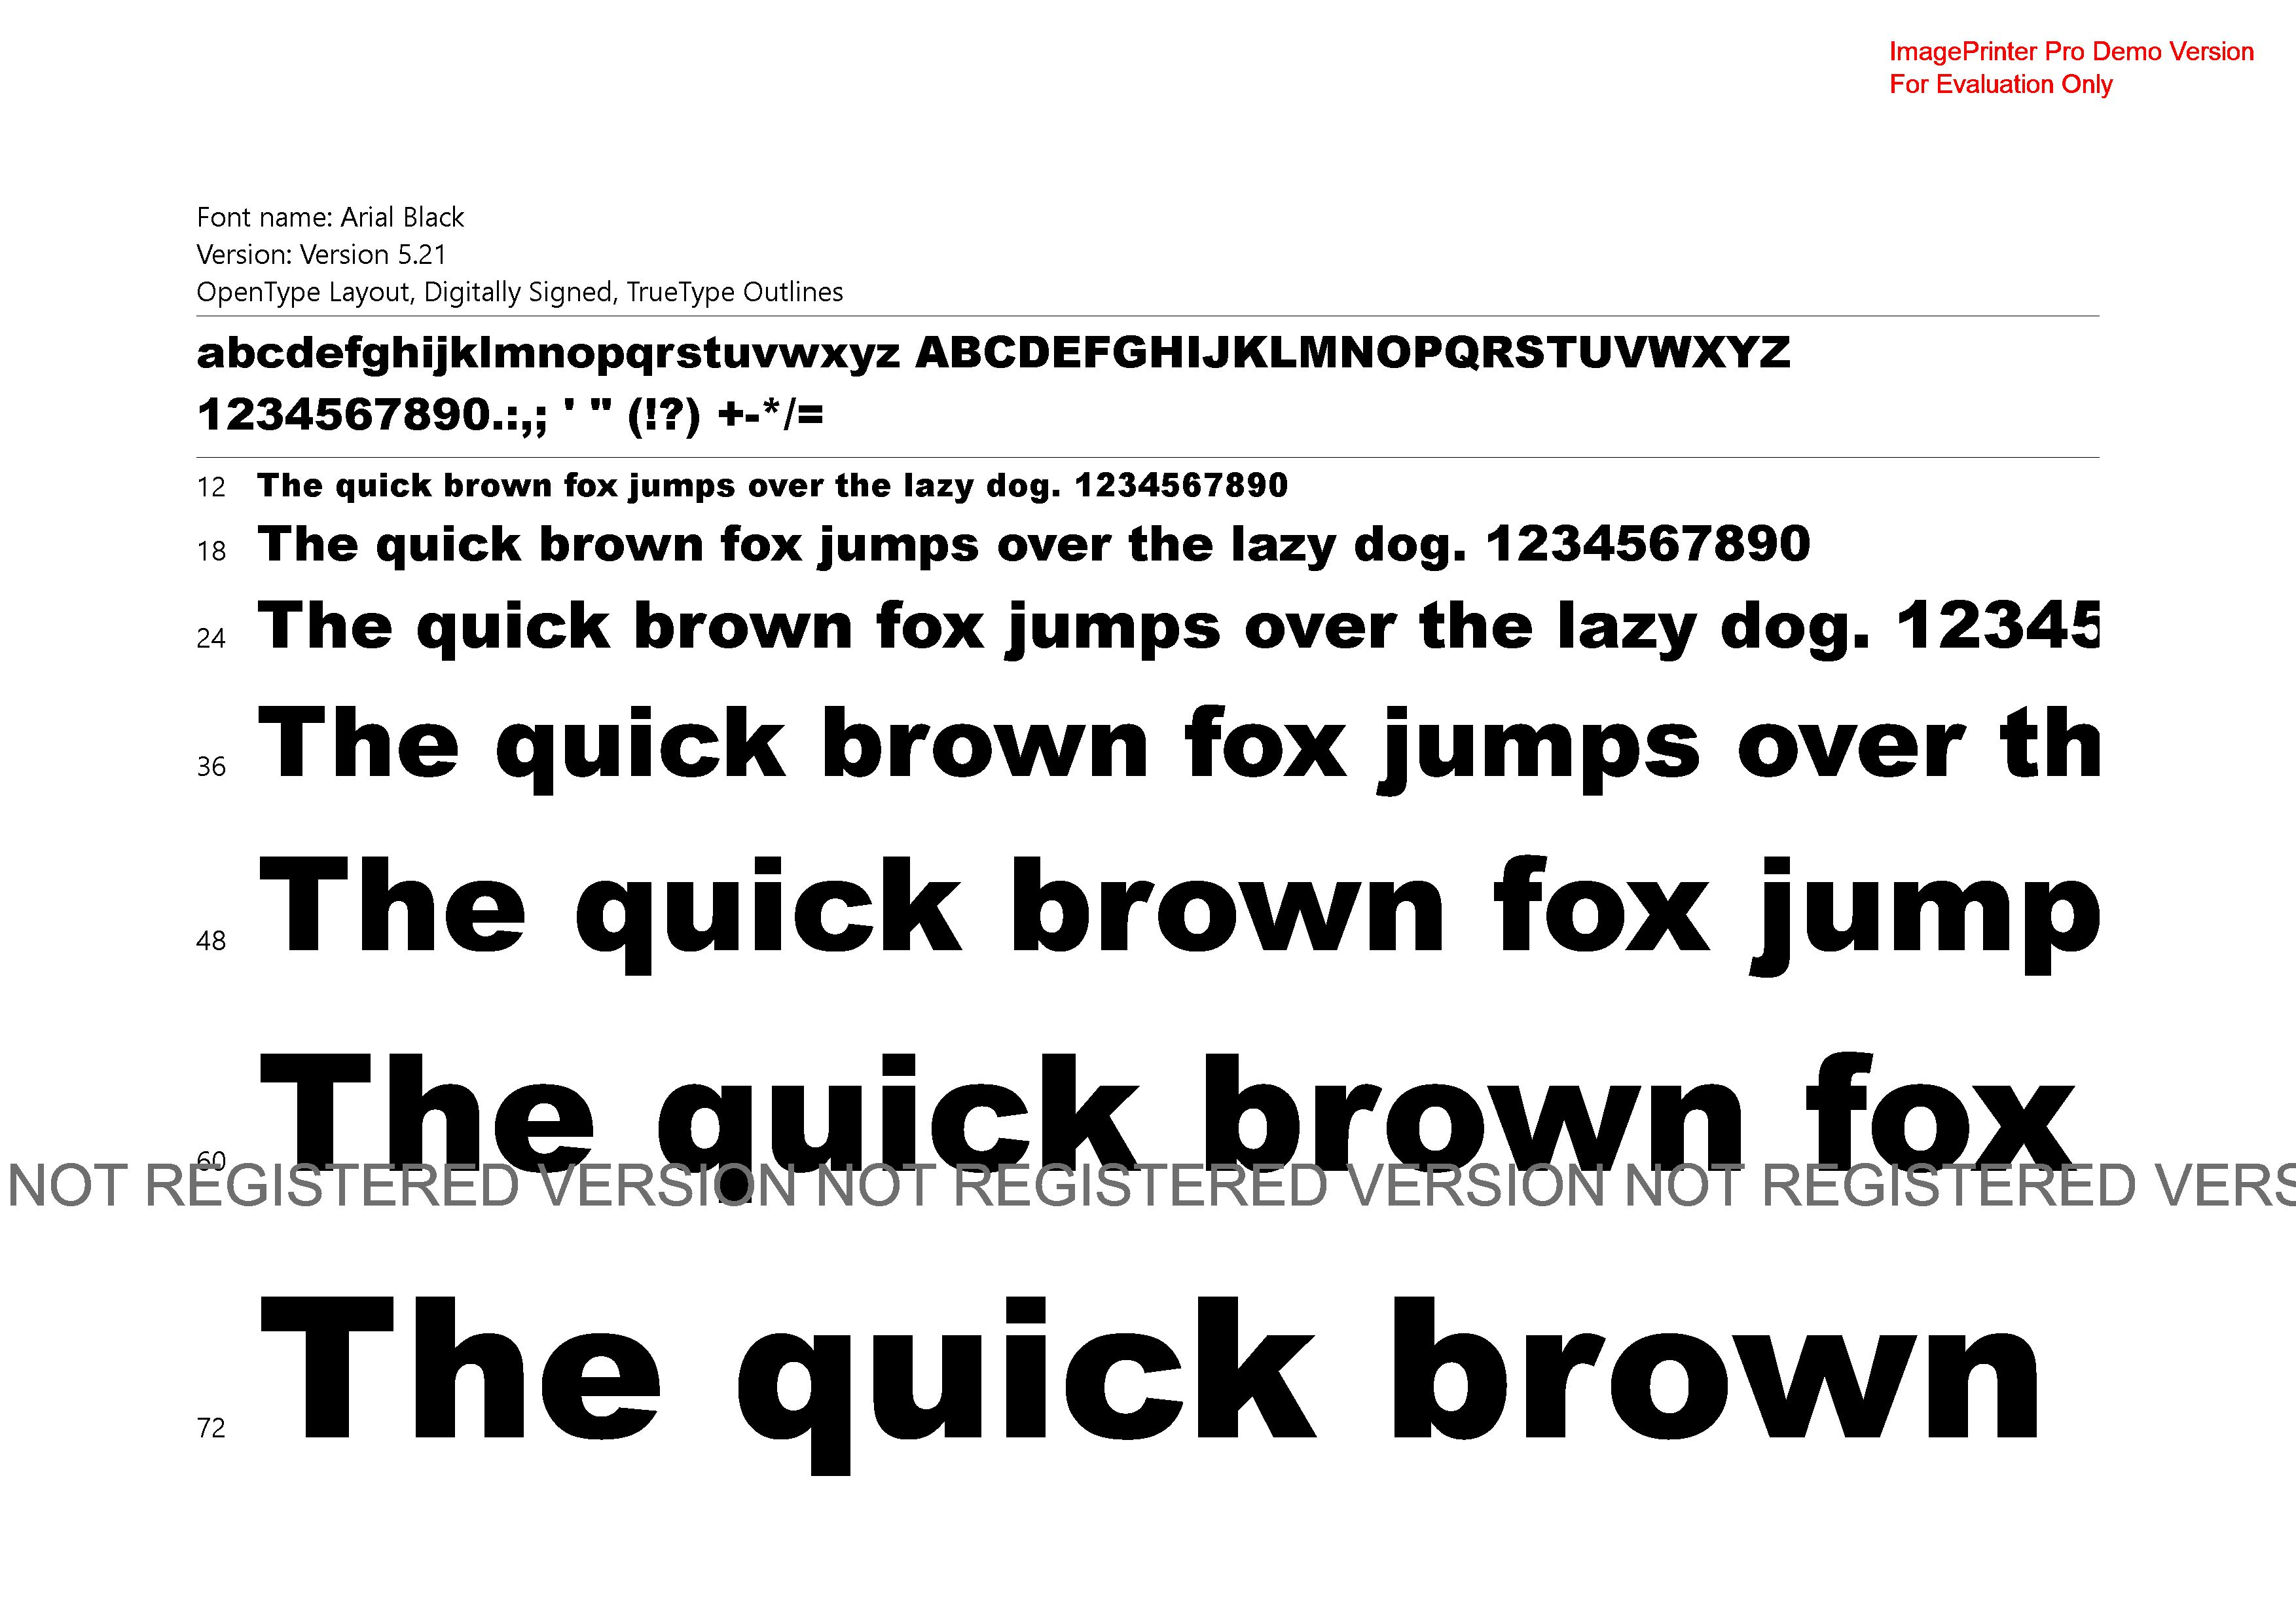 ImagePrinter Pro Demo Version
For Evaluation Only
Font name: Arial Black
Version: Version 5.21
OpenType Layout, Digitally Signed, TrueType Outlines
abcdefghijklmnopqrstuvwxyz ABCDEFGHIJKLMNOPQRSTUVWXYZ
1234567890.:,; ' " (!?) +-*/=
12 The quick brown fox jumps over the lazy dog. 1234567890
18 The quick brown fox jumps over the lazy dog. 1234567890
24 The quick brown fox jumps over the lazy dog. 12345
36 The quick brown fox jumps over th
48 The quick brown fox jump
60 The quick brown fox
NOT REGISTERED VERSION NOT REGISTERED VERSION NOT REGISTERED VERS
72 The quick brown